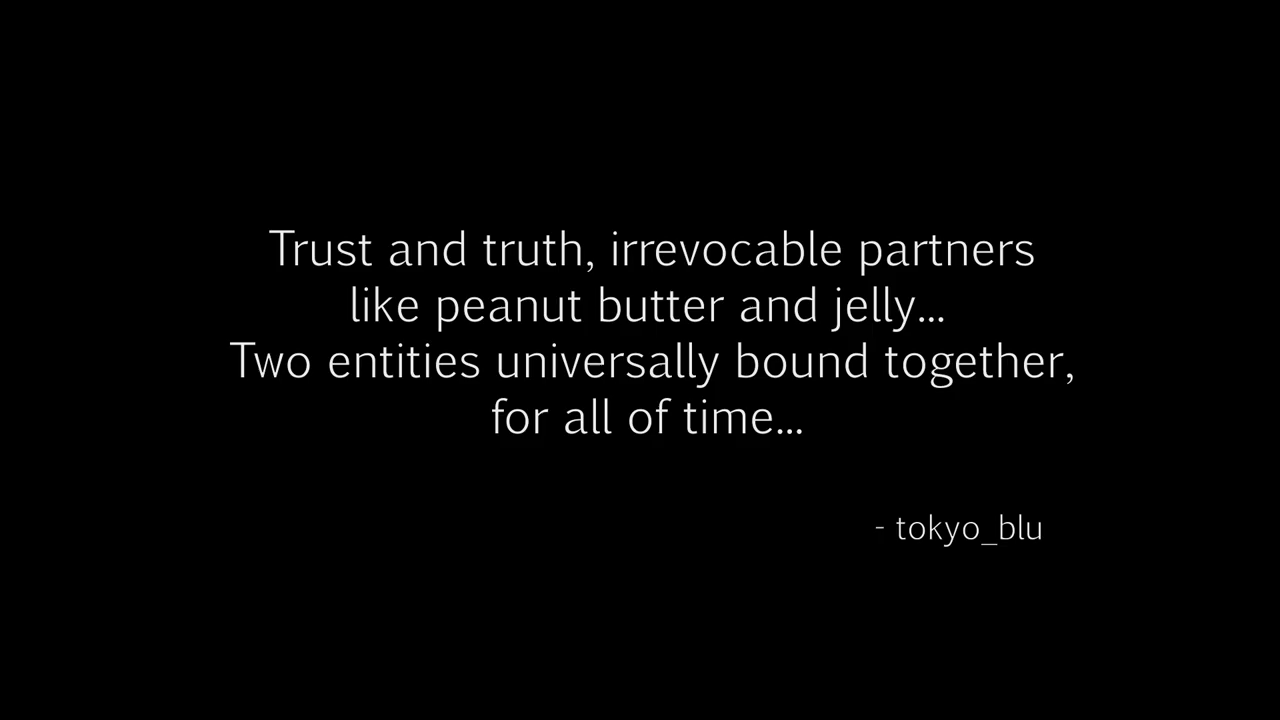 Trust and truth, irrevocable partners
like peanut butter and jelly...
Two entities universally bound together,
for all of time...
- tokyo_blu